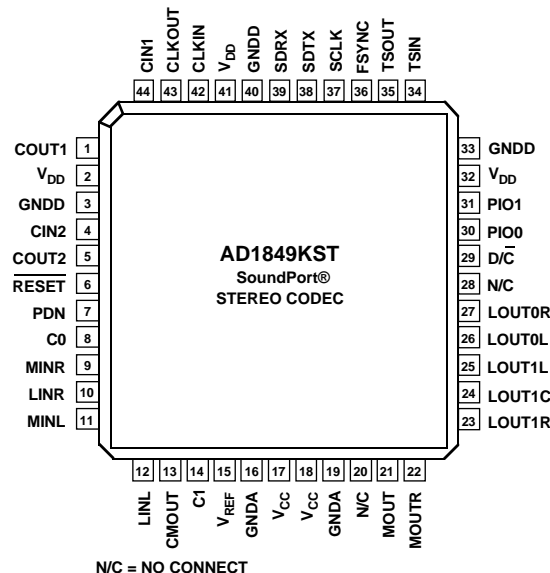 CIN1 CLKOUT CLKIN VDD GNDD SDRX SDTX SCLK FSYNC TSOUT TSIN
44 43 42 41 40 39 38 37 36 35 34
COUT1 1
VDD 2
GNDD 3
CIN2 4
COUT2 5
RESET 6
PDN 7
C0 8
MINR 9
LINR 10
MINL 11
AD1849KST
SoundPort®
STEREO CODEC
33 GNDD
32 VDD
31 PIO1
30 PIO0
29 D/C
28 N/C
27 LOUT0R
26 LOUT0L
25 LOUT1L
24 LOUT1C
23 LOUT1R
12 13 14 15 16 17 18 19 20 21 22
LINL CMOUT C1 VREF GNDA VCC VCC GNDA N/C MOUT MOUTR
N/C = NO CONNECT